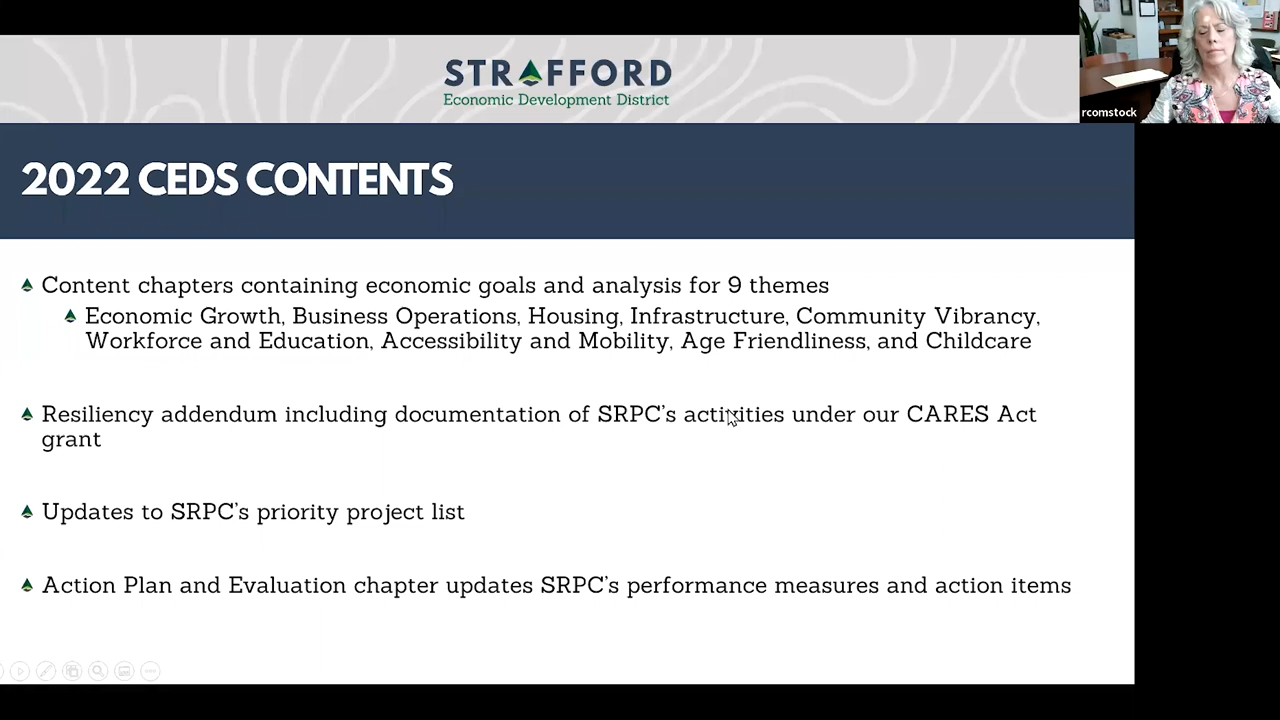 STRAFFORD
Economic Development District
rcomstock
2022 CEDS CONTENTS
Content chapters containing economic goals and analysis for 9 themes
Economic Growth, Business Operations, Housing, Infrastructure, Community Vibrancy,
Workforce and Education, Accessibility and Mobility, Age Friendliness, and Childcare
Resiliency addendum including documentation of SRPC's activities under our CARES Act
grant
Updates to SRPC's priority project list
Action Plan and Evaluation chapter updates SRPC's performance measures and action items